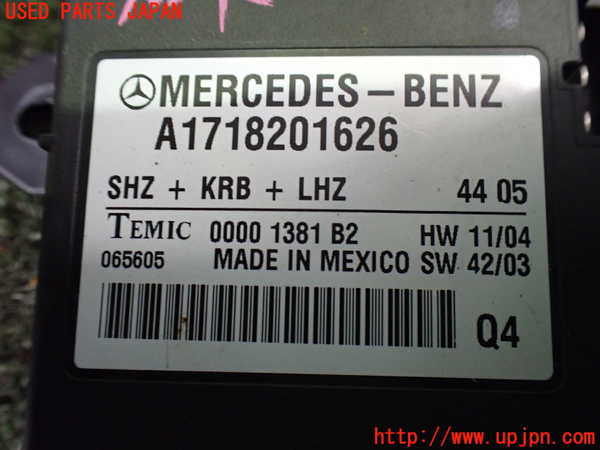 USED PARTS JAPAN
MERCEDES-BENZ
A1718201626
SHZ + KRB + LHZ 44 05
TEMIC 0000 1381 B2 HW 11/04
065605 MADE IN MEXICO SW 42/03
Q4
http://www.upjpn.com/